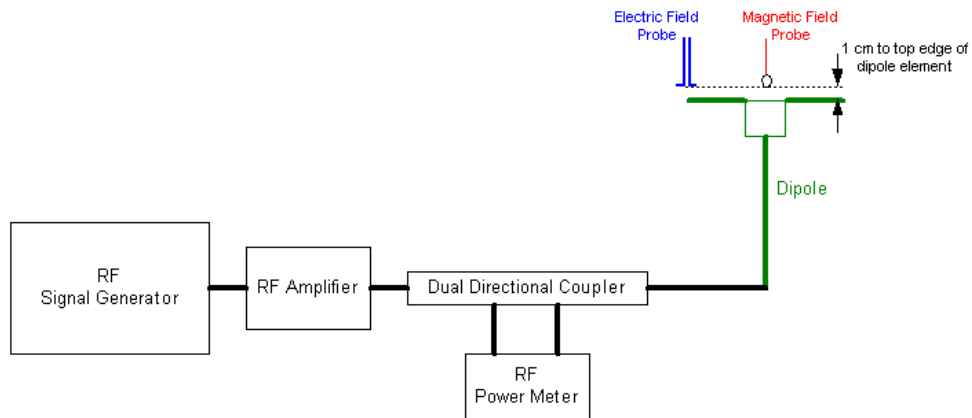 Electric Field
Probe
Magnetic Field
Probe
1 cm to top edge of
dipole element
Dipole
RF
Signal Generator
RF Amplifier
Dual Directional Coupler
RF
Power Meter